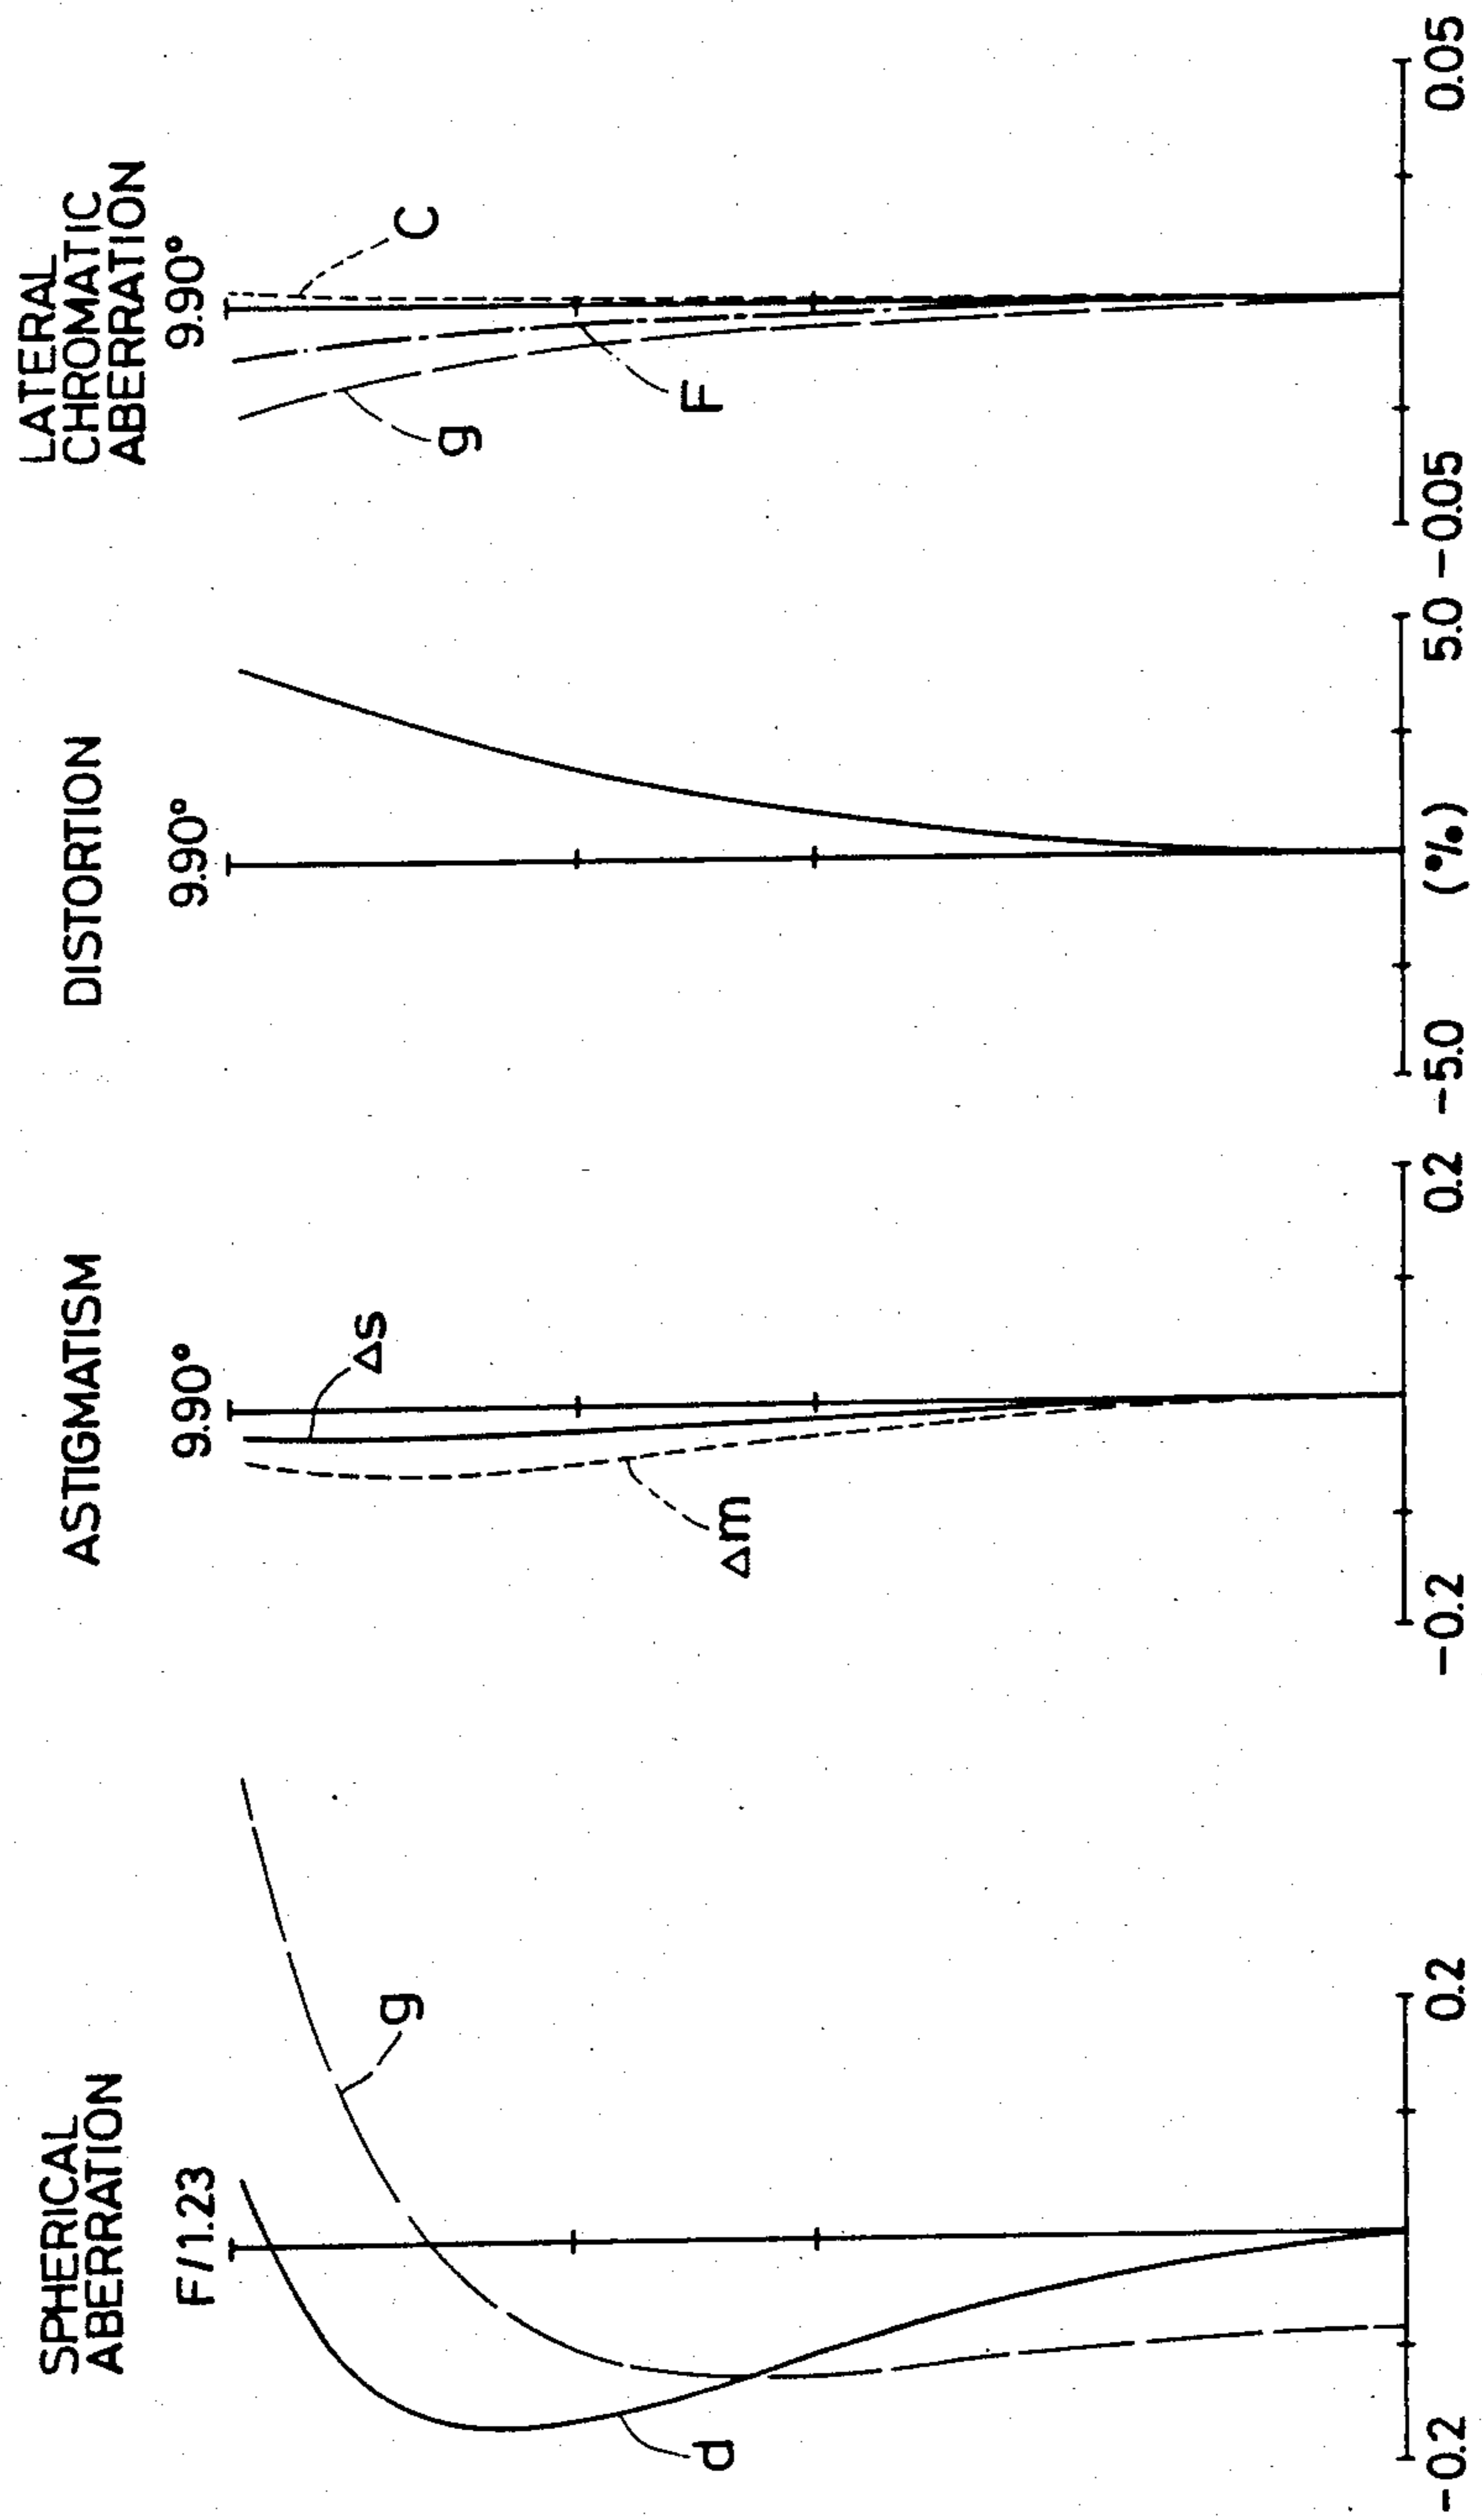 SPHERICAL
ABERRATION
F/1.23
g
d
-0.2
0.2
ASTIGMATISM
9.90°
Δs
Δm
-0.2
0.2
DISTORTION
9.90°
-5.0
(%)
5.0
LATERAL
CHROMATIC
ABERRATION
9.90°
C
g
F
-0.05
0.05